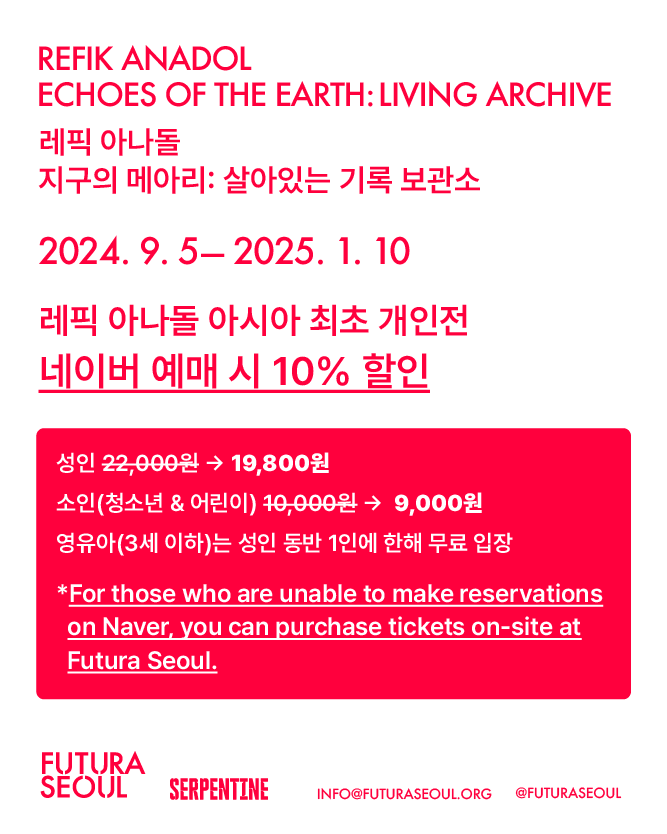 REFIK ANADOL
ECHOES OF THE EARTH: LIVING ARCHIVE
레픽 아나돌
지구의 메아리: 살아있는 기록 보관소
2024. 9. 5— 2025. 1. 10
레픽 아나돌 아시아 최초 개인전
네이버 예매 시 10% 할인
성인 22,000원 → 19,800원
소인(청소년 & 어린이) 10,000원 → 9,000원
영유아(3세 이하)는 성인 동반 1인에 한해 무료 입장
*For those who are unable to make reservations
on Naver, you can purchase tickets on-site at
Futura Seoul.
FUTURA
SEOUL
SERPENTINE
INFO@FUTURASEOUL.ORG
@FUTURASEOUL